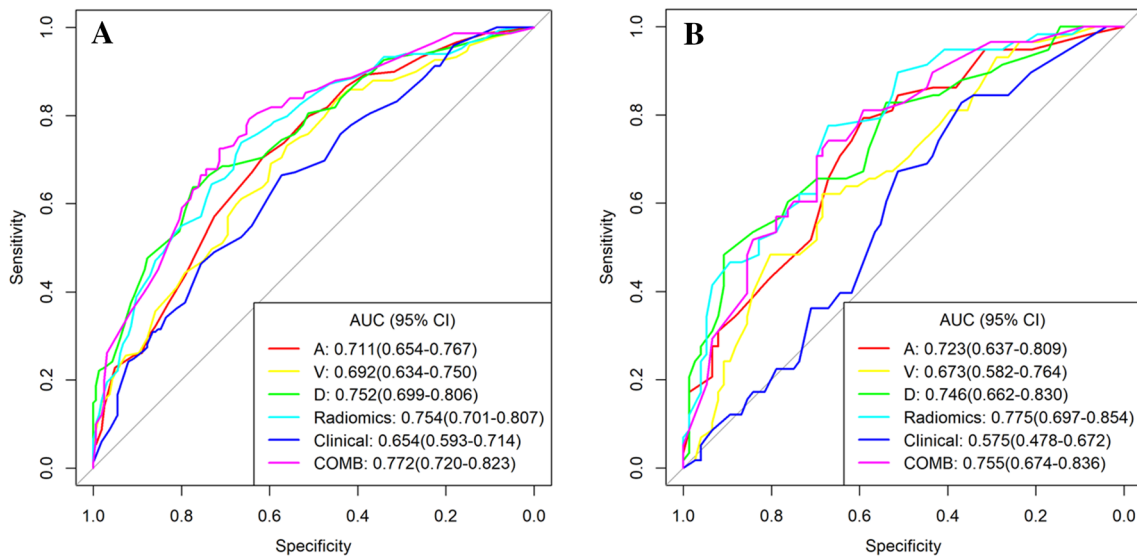 A
Sensitivity
1.0
0.8
0.6
0.4
0.2
0.0
AUC (95% CI)
A: 0.711(0.654-0.767)
V: 0.692(0.634-0.750)
D: 0.752(0.699-0.806)
Radiomics: 0.754(0.701-0.807)
Clinical: 0.654(0.593-0.714)
COMB: 0.772(0.720-0.823)
1.0 0.8 0.6 0.4 0.2 0.0
Specificity
B
Sensitivity
1.0
0.8
0.6
0.4
0.2
0.0
AUC (95% CI)
A: 0.723(0.637-0.809)
V: 0.673(0.582-0.764)
D: 0.746(0.662-0.830)
Radiomics: 0.775(0.697-0.854)
Clinical: 0.575(0.478-0.672)
COMB: 0.755(0.674-0.836)
1.0 0.8 0.6 0.4 0.2 0.0
Specificity